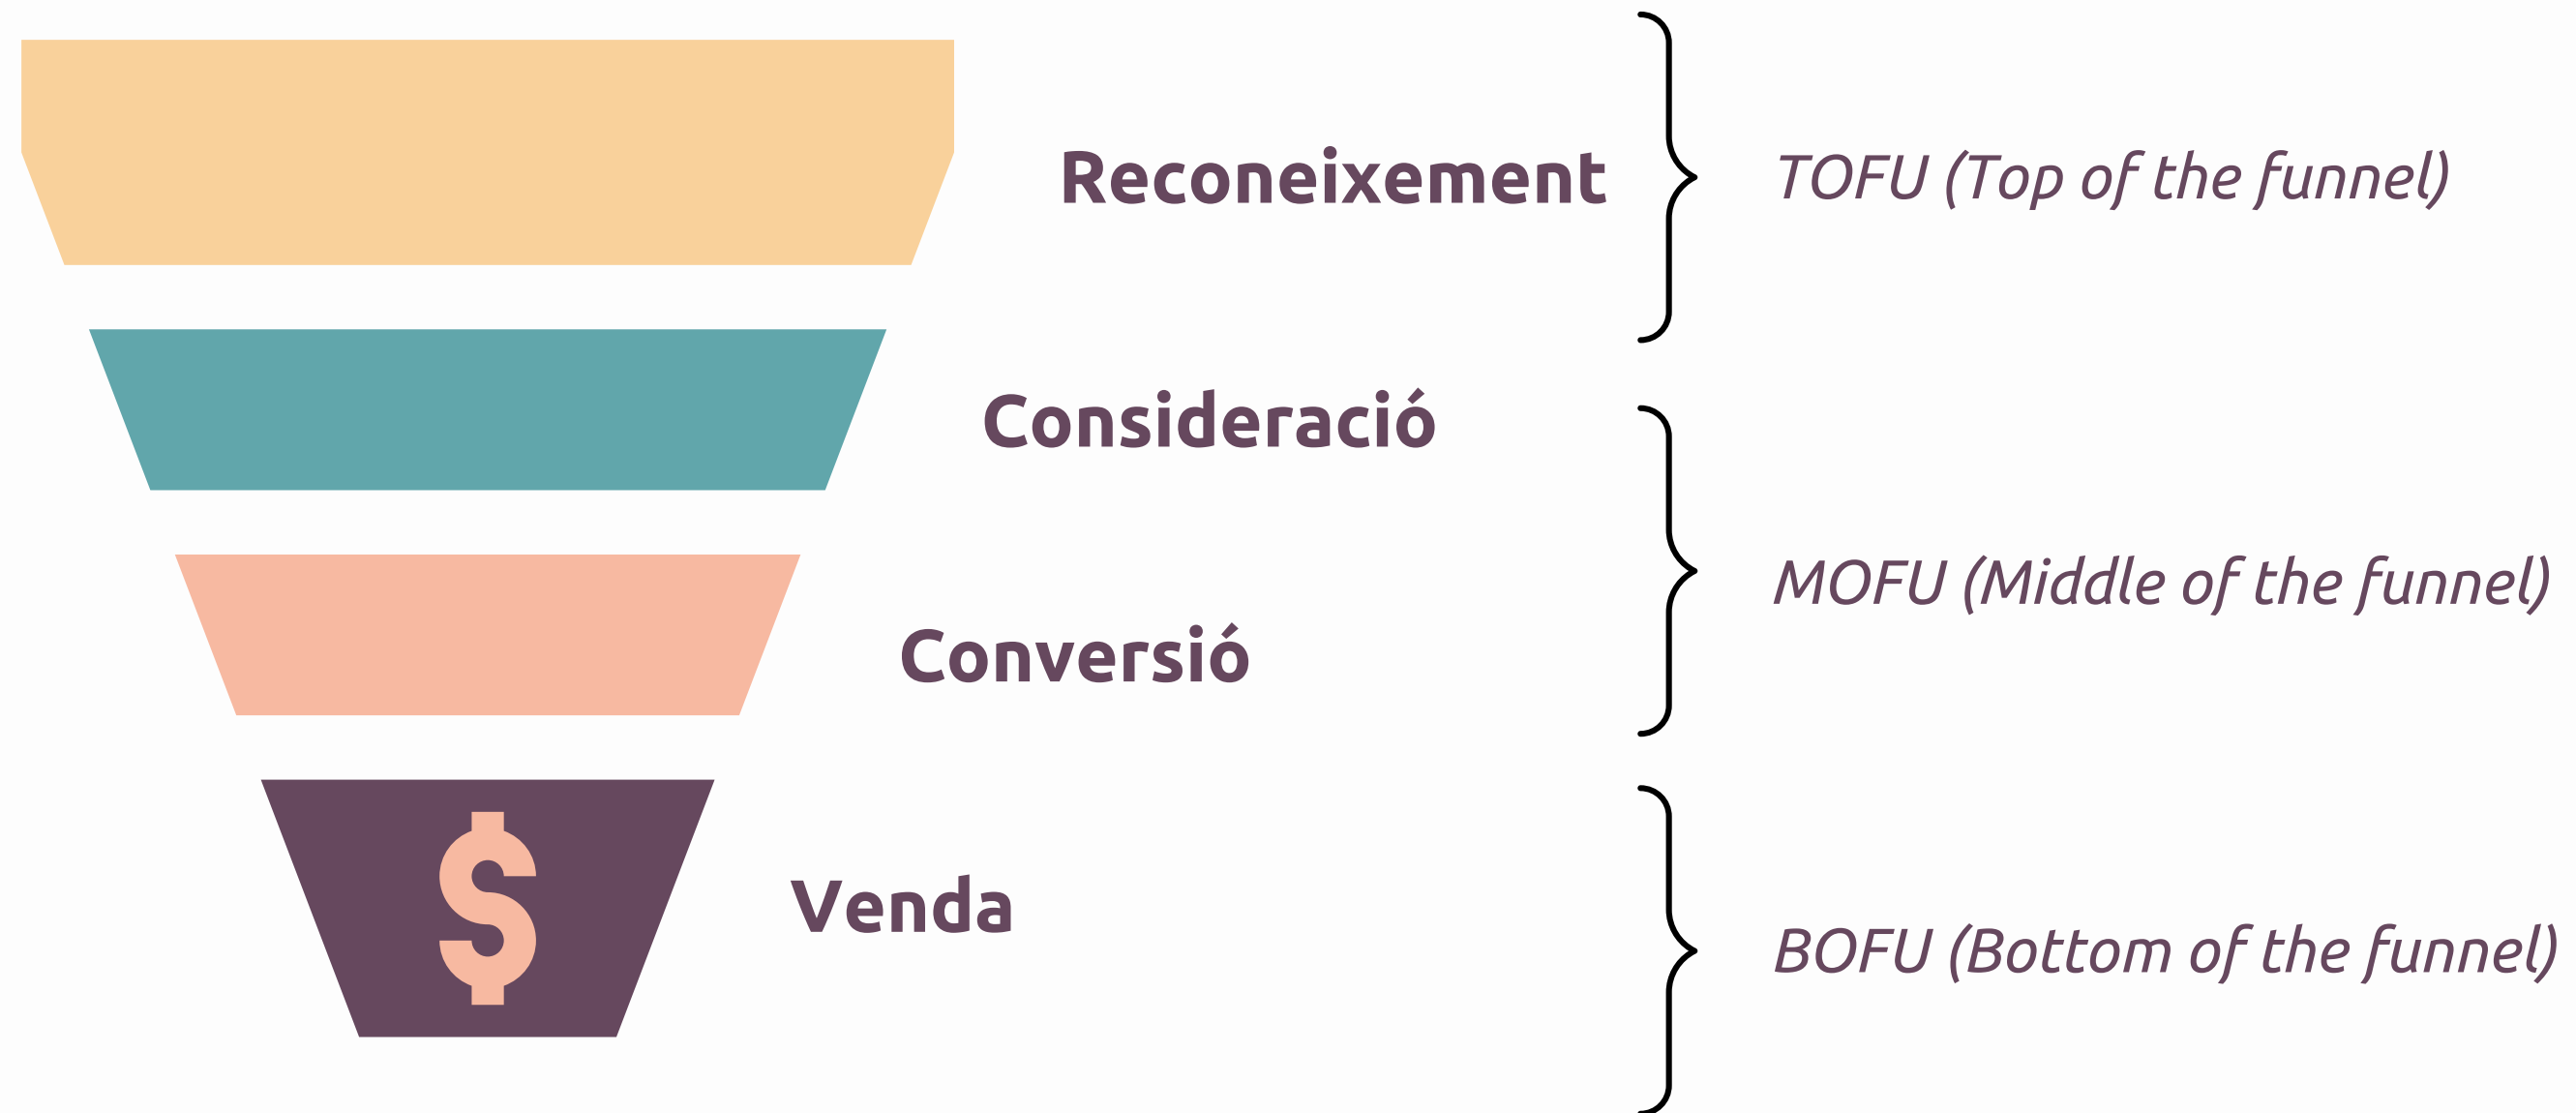 Reconeixement
TOFU (Top of the funnel)
Consideració
MOFU (Middle of the funnel)
Conversió
$
Venda
BOFU (Bottom of the funnel)